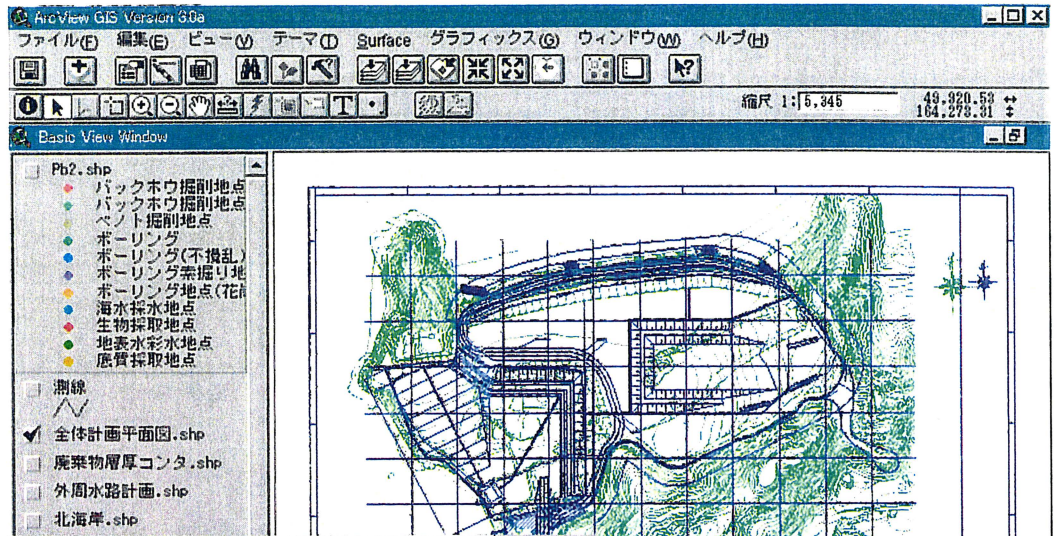 ArcView GIS Version 3.0a
ファイル(F) 編集(E) ビュー(V) テーマ(T) Surface グラフィックス(G) ウィンドウ(W) ヘルプ(H)
縮尺 1: 5,345
49,920.53
164,273.31
Basic View Window
Pb2.shp
バックホウ掘削地点
バックホウ掘削地点
ベノト掘削地点
ボーリング
ボーリング(不攪乱)
ボーリング素掘り地
ボーリング地点(花崗
海水採水地点
生物採取地点
地表水彩水地点
底質採取地点
測線
全体計画平面図.shp
廃棄物層厚コンタ.shp
外周水路計画.shp
北海岸.shp